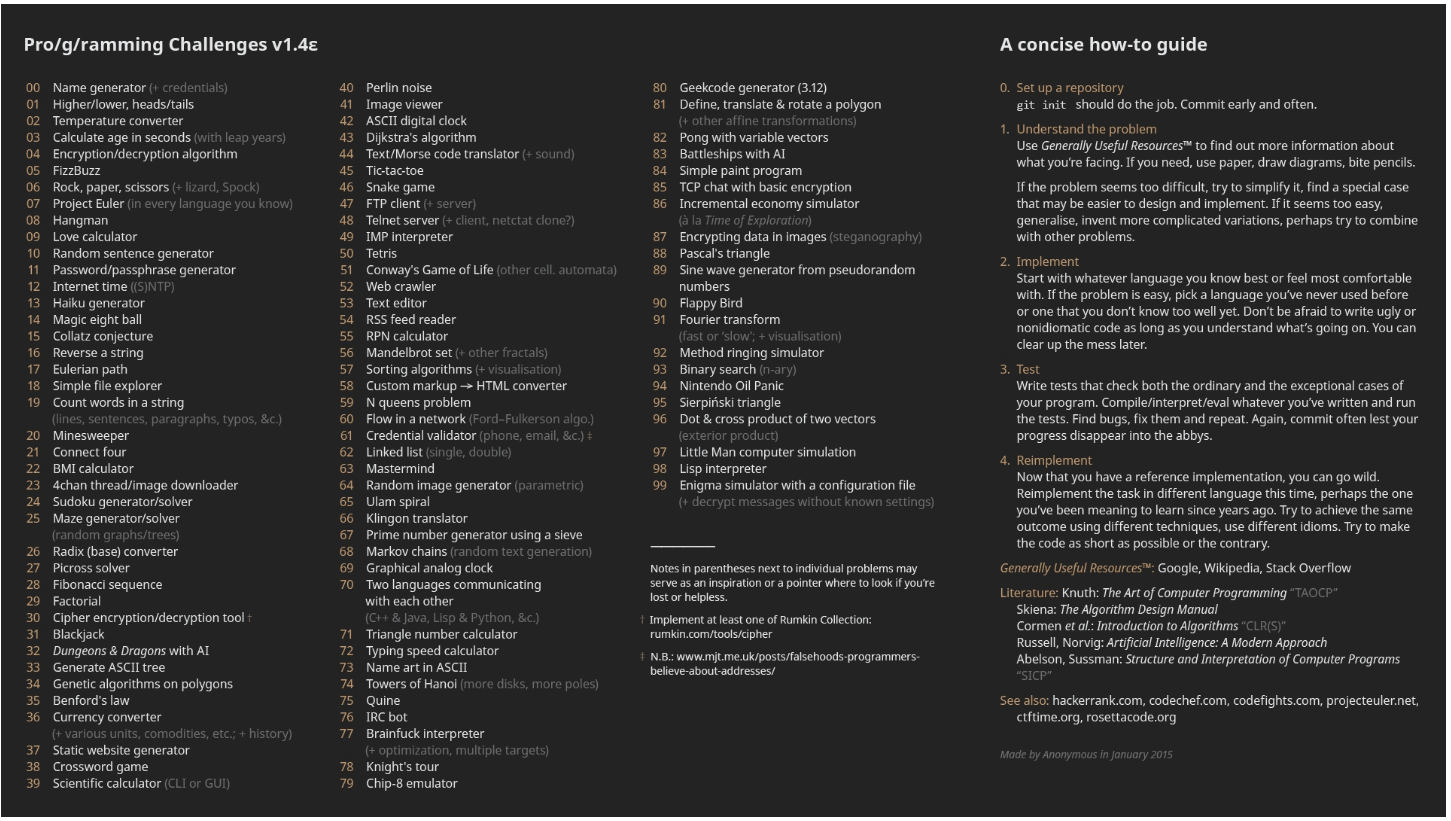 Pro/g/ramming Challenges v1.4ε
00 Name generator (+ credentials)
01 Higher/lower, heads/tails
02 Temperature converter
03 Calculate age in seconds (with leap years)
04 Encryption/decryption algorithm
05 FizzBuzz
06 Rock, paper, scissors (+ lizard, Spock)
07 Project Euler (in every language you know)
08 Hangman
09 Love calculator
10 Random sentence generator
11 Password/passphrase generator
12 Internet time ((S)NTP)
13 Haiku generator
14 Magic eight ball
15 Collatz conjecture
16 Reverse a string
17 Eulerian path
18 Simple file explorer
19 Count words in a string
(lines, sentences, paragraphs, typos, &c.)
20 Minesweeper
21 Connect four
22 BMI calculator
23 4chan thread/image downloader
24 Sudoku generator/solver
25 Maze generator/solver
(random graphs/trees)
26 Radix (base) converter
27 Picross solver
28 Fibonacci sequence
29 Factorial
30 Cipher encryption/decryption tool †
31 Blackjack
32 Dungeons & Dragons with AI
33 Generate ASCII tree
34 Genetic algorithms on polygons
35 Benford's law
36 Currency converter
(+ various units, comodities, etc.; + history)
37 Static website generator
38 Crossword game
39 Scientific calculator (CLI or GUI)
40 Perlin noise
41 Image viewer
42 ASCII digital clock
43 Dijkstra's algorithm
44 Text/Morse code translator (+ sound)
45 Tic-tac-toe
46 Snake game
47 FTP client (+ server)
48 Telnet server (+ client, netctat clone?)
49 IMP interpreter
50 Tetris
51 Conway's Game of Life (other cell. automata)
52 Web crawler
53 Text editor
54 RSS feed reader
55 RPN calculator
56 Mandelbrot set (+ other fractals)
57 Sorting algorithms (+ visualisation)
58 Custom markup → HTML converter
59 N queens problem
60 Flow in a network (Ford–Fulkerson algo.)
61 Credential validator (phone, email, &c.) ‡
62 Linked list (single, double)
63 Mastermind
64 Random image generator (parametric)
65 Ulam spiral
66 Klingon translator
67 Prime number generator using a sieve
68 Markov chains (random text generation)
69 Graphical analog clock
70 Two languages communicating
with each other
(C++ & Java, Lisp & Python, &c.)
71 Triangle number calculator
72 Typing speed calculator
73 Name art in ASCII
74 Towers of Hanoi (more disks, more poles)
75 Quine
76 IRC bot
77 Brainfuck interpreter
(+ optimization, multiple targets)
78 Knight's tour
79 Chip-8 emulator
80 Geekcode generator (3.12)
81 Define, translate & rotate a polygon
(+ other affine transformations)
82 Pong with variable vectors
83 Battleships with AI
84 Simple paint program
85 TCP chat with basic encryption
86 Incremental economy simulator
(à la Time of Exploration)
87 Encrypting data in images (steganography)
88 Pascal's triangle
89 Sine wave generator from pseudorandom
numbers
90 Flappy Bird
91 Fourier transform
(fast or 'slow'; + visualisation)
92 Method ringing simulator
93 Binary search (n-ary)
94 Nintendo Oil Panic
95 Sierpiński triangle
96 Dot & cross product of two vectors
(exterior product)
97 Little Man computer simulation
98 Lisp interpreter
99 Enigma simulator with a configuration file
(+ decrypt messages without known settings)
Notes in parentheses next to individual problems may
serve as an inspiration or a pointer where to look if you're
lost or helpless.
† Implement at least one of Rumkin Collection:
rumkin.com/tools/cipher
‡ N.B.: www.mjt.me.uk/posts/falsehoods-programmers-
believe-about-addresses/
A concise how-to guide
0. Set up a repository
git init should do the job. Commit early and often.
1. Understand the problem
Use Generally Useful Resources™ to find out more information about
what you're facing. If you need, use paper, draw diagrams, bite pencils.
If the problem seems too difficult, try to simplify it, find a special case
that may be easier to design and implement. If it seems too easy,
generalise, invent more complicated variations, perhaps try to combine
with other problems.
2. Implement
Start with whatever language you know best or feel most comfortable
with. If the problem is easy, pick a language you've never used before
or one that you don't know too well yet. Don't be afraid to write ugly or
nonidiomatic code as long as you understand what's going on. You can
clear up the mess later.
3. Test
Write tests that check both the ordinary and the exceptional cases of
your program. Compile/interpret/eval whatever you've written and run
the tests. Find bugs, fix them and repeat. Again, commit often lest your
progress disappear into the abbys.
4. Reimplement
Now that you have a reference implementation, you can go wild.
Reimplement the task in different language this time, perhaps the one
you've been meaning to learn since years ago. Try to achieve the same
outcome using different techniques, use different idioms. Try to make
the code as short as possible or the contrary.
Generally Useful Resources™: Google, Wikipedia, Stack Overflow
Literature: Knuth: The Art of Computer Programming "TAOCP"
Skiena: The Algorithm Design Manual
Cormen et al.: Introduction to Algorithms "CLR(S)"
Russell, Norvig: Artificial Intelligence: A Modern Approach
Abelson, Sussman: Structure and Interpretation of Computer Programs
"SICP"
See also: hackerrank.com, codechef.com, codefights.com, projecteuler.net,
ctftime.org, rosettacode.org
Made by Anonymous in January 2015